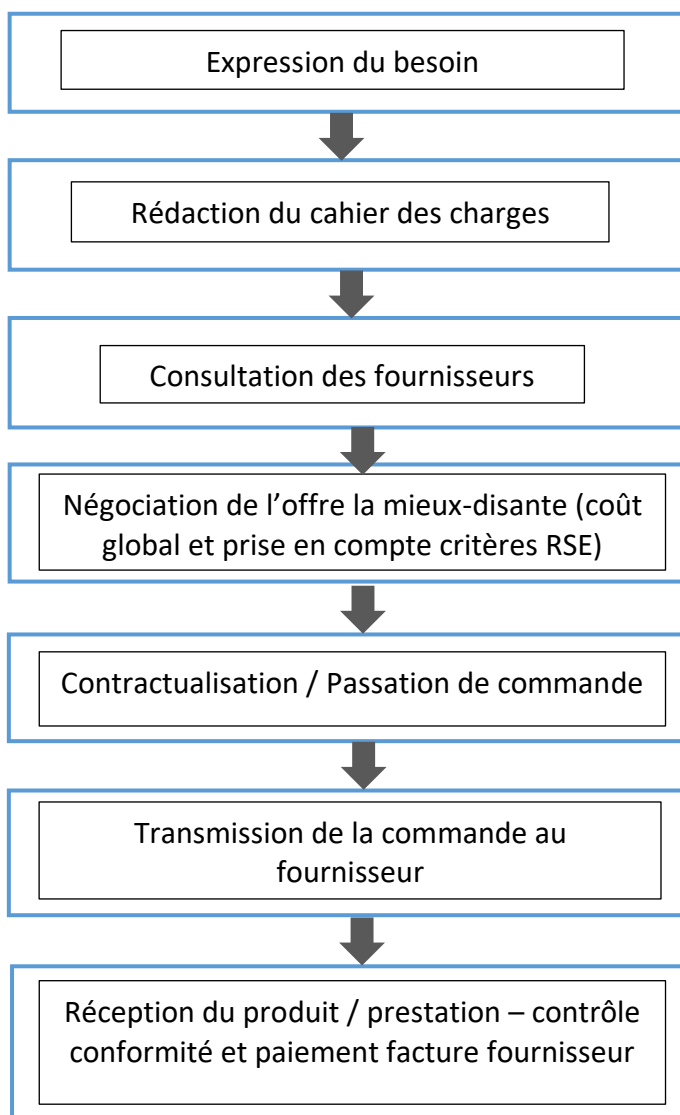 Expression du besoin
Rédaction du cahier des charges
Consultation des fournisseurs
Négociation de l’offre la mieux-disante (coût
global et prise en compte critères RSE)
Contractualisation / Passation de commande
Transmission de la commande au
fournisseur
Réception du produit / prestation – contrôle
conformité et paiement facture fournisseur